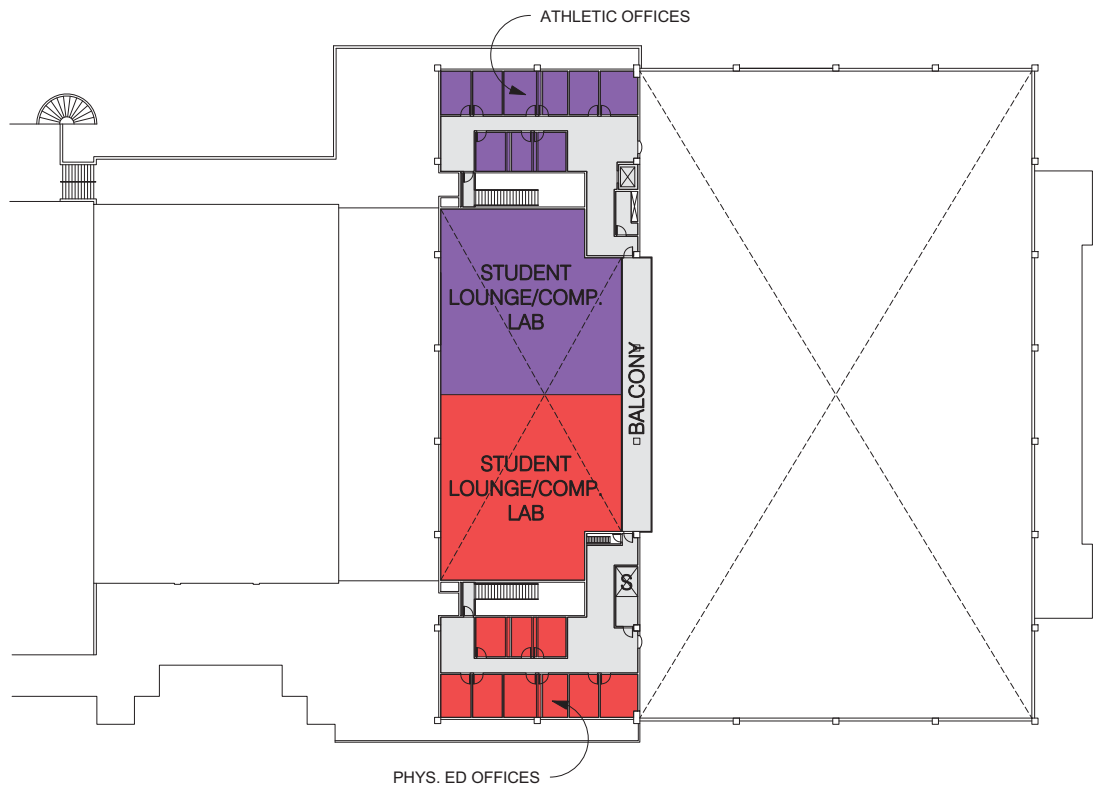 ATHLETIC OFFICES
STUDENT
LOUNGE/COMP.
LAB
BALCONY
STUDENT
LOUNGE/COMP.
LAB
S
PHYS. ED OFFICES